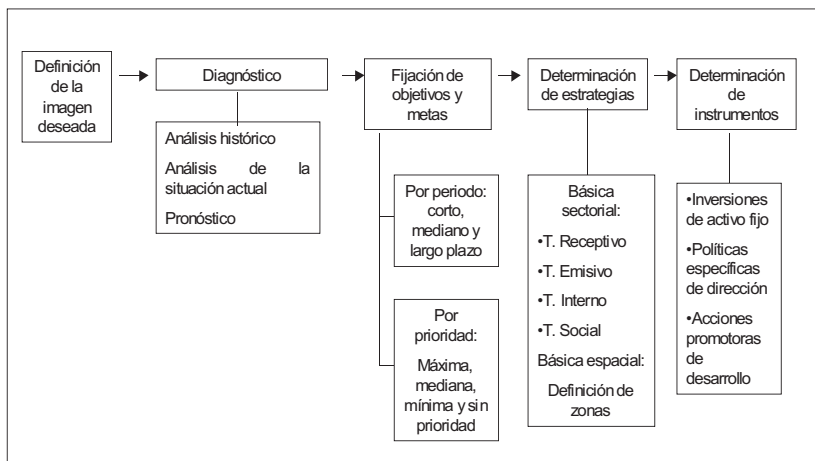 Definición
de la
imagen
deseada
Diagnóstico
Análisis histórico
Análisis de la
situación actual
Pronóstico
Fijación de
objetivos y
metas
Por periodo:
corto,
mediano y
largo plazo
Por
prioridad:
Máxima,
mediana,
mínima y sin
prioridad
Determinación
de estrategias
Básica
sectorial:
•T. Receptivo
•T. Emisivo
•T. Interno
•T. Social
Básica espacial:
Definición de
zonas
Determinación
de
instrumentos
•Inversiones
de activo fijo
•Políticas
específicas
de dirección
•Acciones
promotoras
de
desarrollo